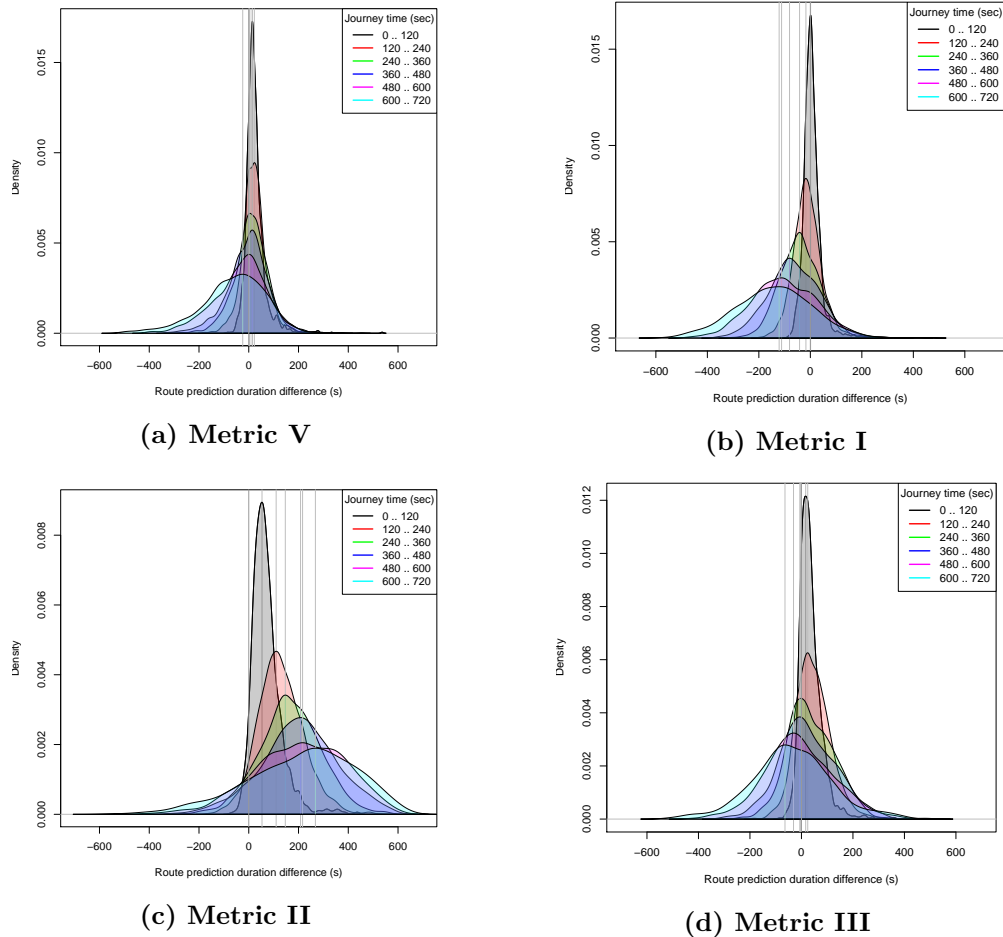 Journey time (sec)
0 .. 120
120 .. 240
240 .. 360
360 .. 480
480 .. 600
600 .. 720
Density
0.000
0.005
0.010
0.015
−600
−400
−200
0
200
400
600
Route prediction duration difference (s)
(a) Metric V
Journey time (sec)
0 .. 120
120 .. 240
240 .. 360
360 .. 480
480 .. 600
600 .. 720
Density
0.000
0.005
0.010
0.015
−600
−400
−200
0
200
400
600
Route prediction duration difference (s)
(b) Metric I
Journey time (sec)
0 .. 120
120 .. 240
240 .. 360
360 .. 480
480 .. 600
600 .. 720
Density
0.000
0.002
0.004
0.006
0.008
−600
−400
−200
0
200
400
600
Route prediction duration difference (s)
(c) Metric II
Journey time (sec)
0 .. 120
120 .. 240
240 .. 360
360 .. 480
480 .. 600
600 .. 720
Density
0.000
0.002
0.004
0.006
0.008
0.010
0.012
−600
−400
−200
0
200
400
600
Route prediction duration difference (s)
(d) Metric III